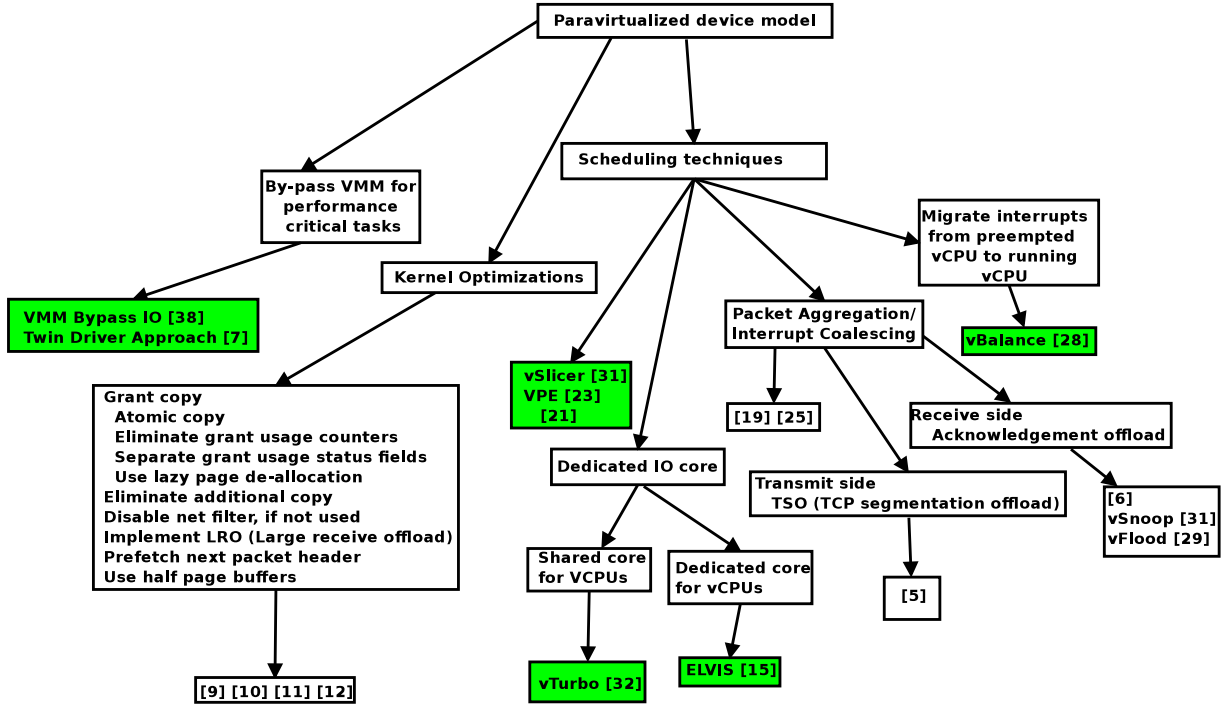 Paravirtualized device model
Scheduling techniques
By-pass VMM for
performance
critical tasks
Migrate interrupts
from preempted
vCPU to running
vCPU
Kernel Optimizations
VMM Bypass IO [38]
Twin Driver Approach [7]
Packet Aggregation/
Interrupt Coalescing
vBalance [28]
vSlicer [31]
VPE [23]
[21]
Grant copy
Atomic copy
Eliminate grant usage counters
Separate grant usage status fields
Use lazy page de-allocation
Eliminate additional copy
Disable net filter, if not used
Implement LRO (Large receive offload)
Prefetch next packet header
Use half page buffers
[19] [25]
Receive side
Acknowledgement offload
Dedicated IO core
Transmit side
TSO (TCP segmentation offload)
[6]
vSnoop [31]
vFlood [29]
Shared core
for VCPUs
Dedicated core
for vCPUs
[5]
vTurbo [32]
ELVIS [15]
[9] [10] [11] [12]